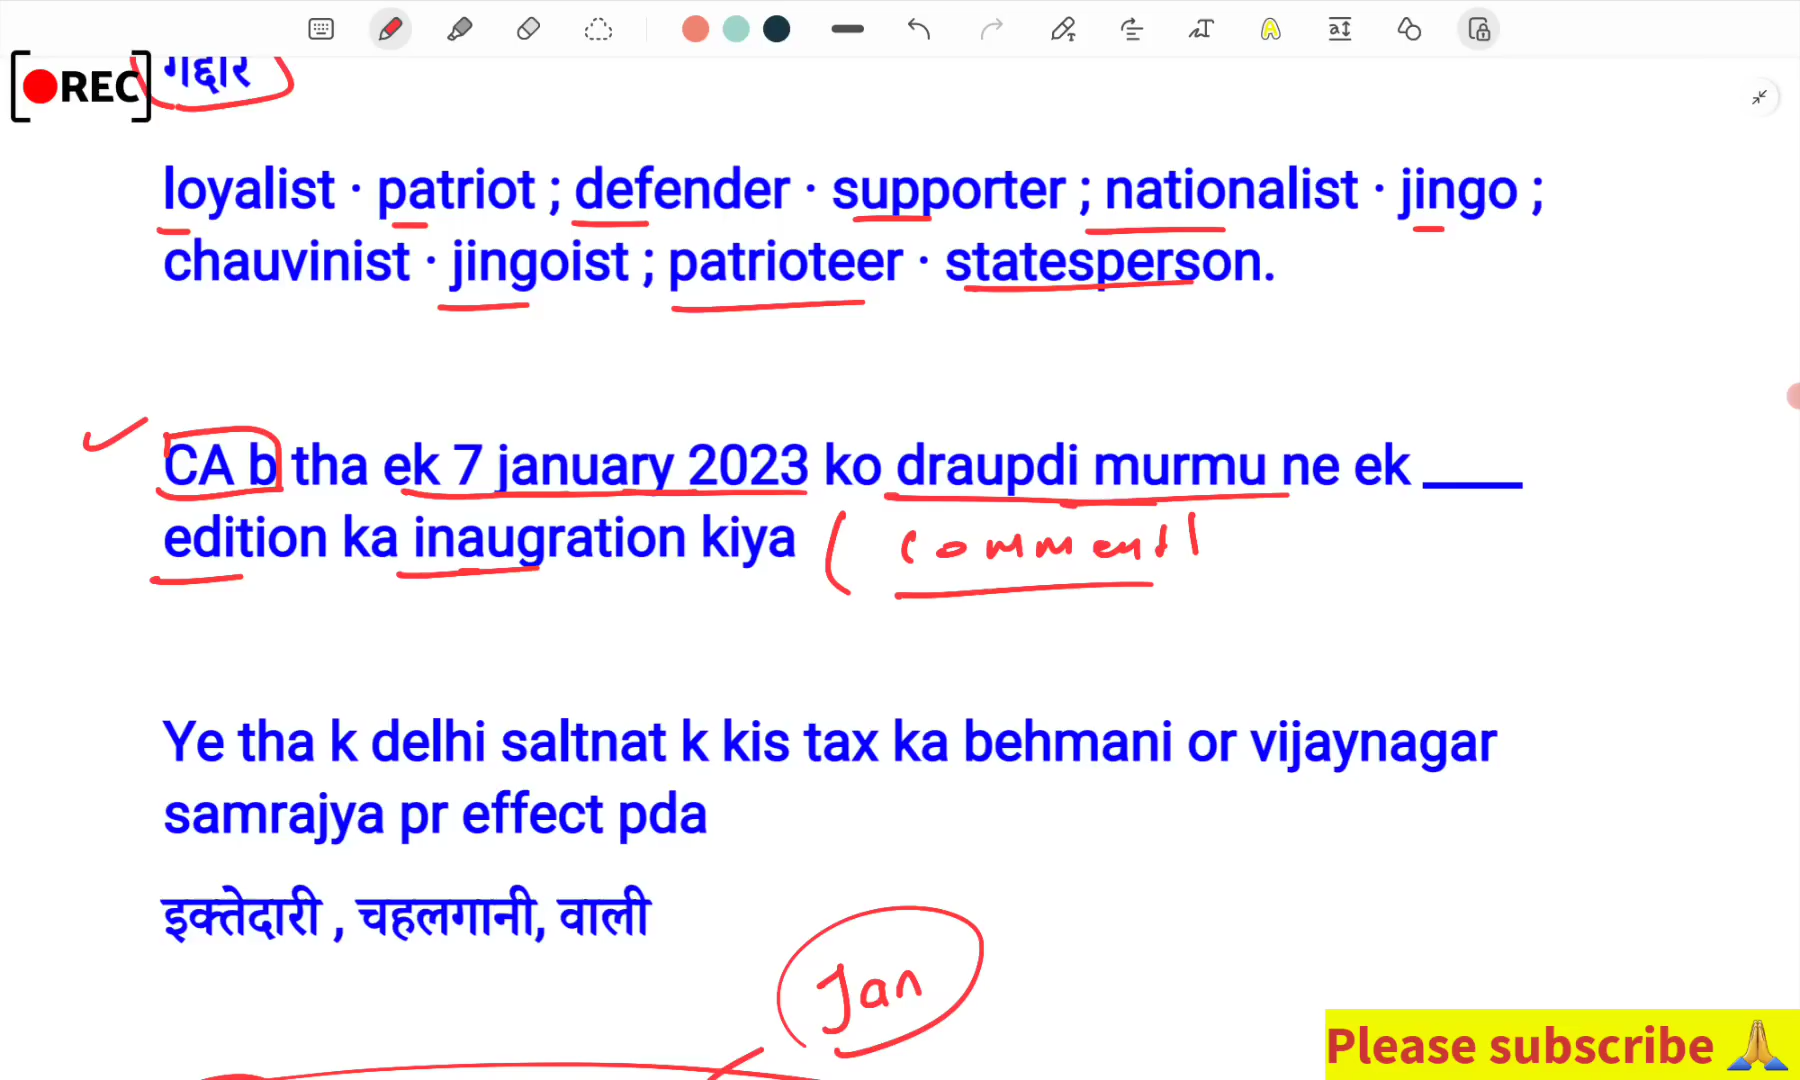 REC गद्दार
loyalist · patriot ; defender · supporter ; nationalist · jingo ;
chauvinist · jingoist ; patrioteer · statesperson.
CA b tha ek 7 january 2023 ko draupdi murmu ne ek ____
edition ka inaugration kiya ( comment
Ye tha k delhi saltnat k kis tax ka behmani or vijaynagar
samrajya pr effect pda
इक्तेदारी , चहलगानी, वाली
Jan
Please subscribe 🙏